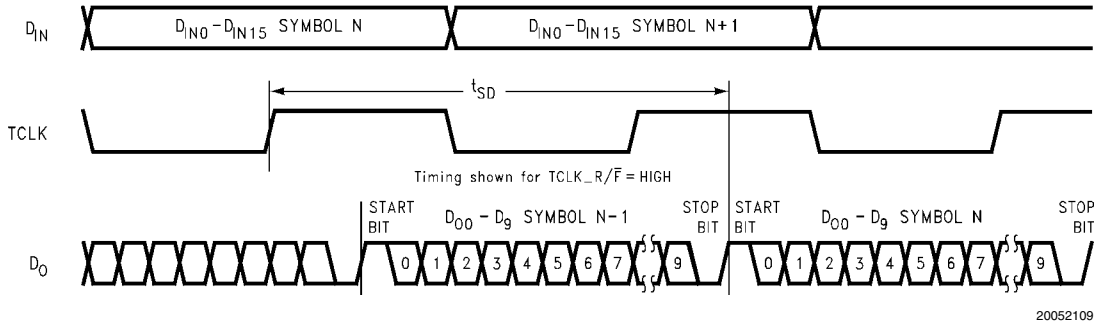 D_IN D_IN0–D_IN15 SYMBOL N D_IN0–D_IN15 SYMBOL N+1
t_SD
TCLK
Timing shown for TCLK_R/F̅ = HIGH
START BIT D_O0 – D_9 SYMBOL N–1 STOP BIT START BIT D_O0 – D_9 SYMBOL N STOP BIT
D_O 0 1 2 3 4 5 6 7 9 0 1 2 3 4 5 6 7 9
20052109